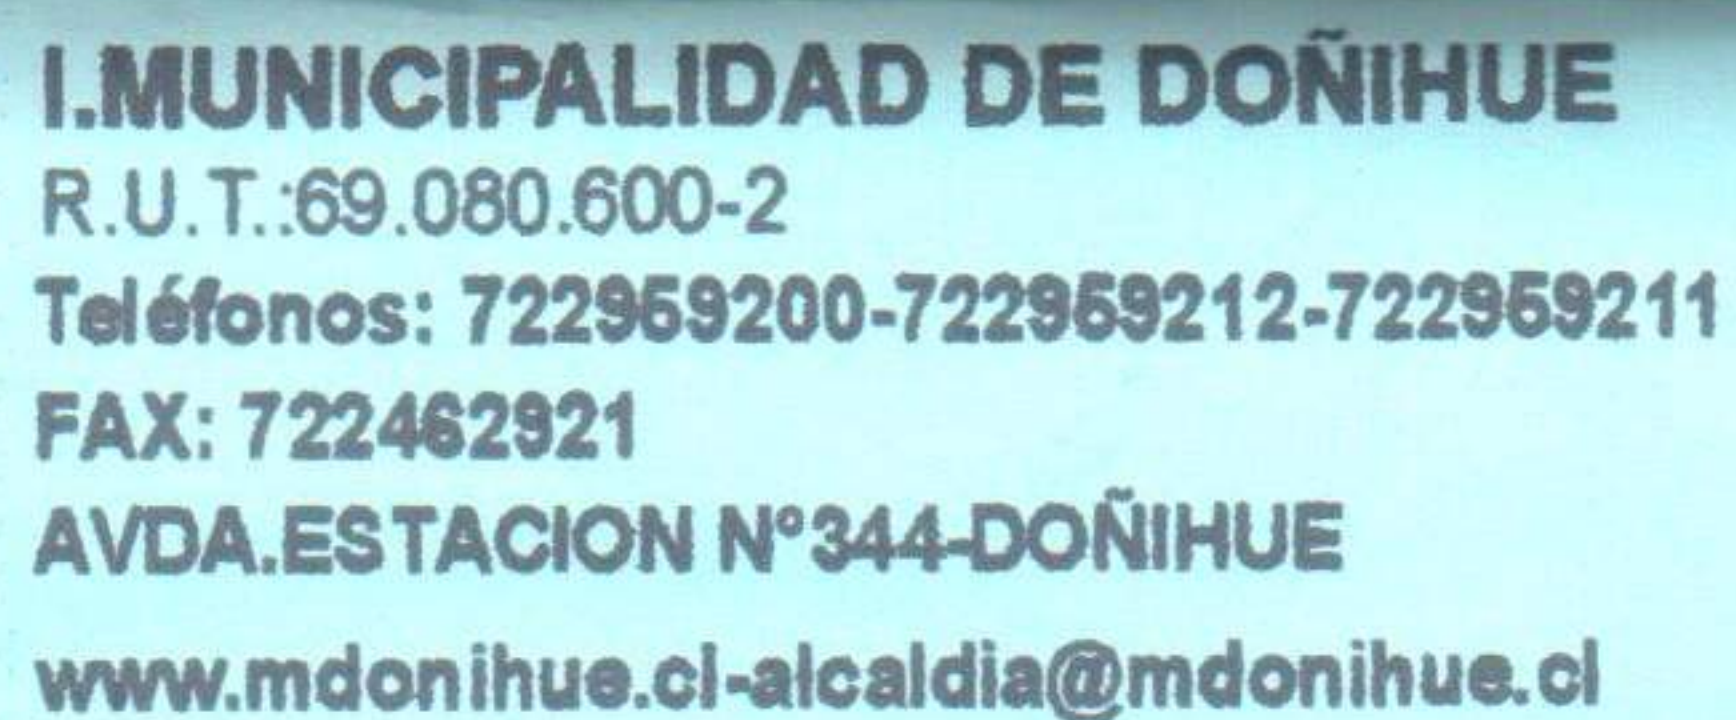 I.MUNICIPALIDAD DE DOÑIHUE
R.U.T.:69.080.600-2
Teléfonos: 722959200-722959212-722959211
FAX: 722462921
AVDA.ESTACION N°344-DOÑIHUE
www.mdonihue.cl-alcaldia@mdonihue.cl